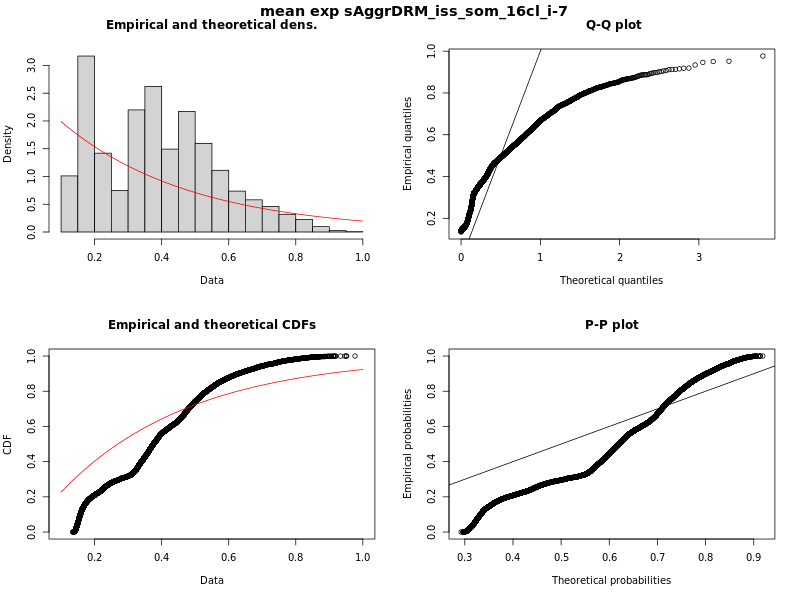 mean exp sAggrDRM_iss_som_16cl_i-7
Empirical and theoretical dens.
Density
0.0 0.5 1.0 1.5 2.0 2.5 3.0
0.2 0.4 0.6 0.8 1.0
Data
Q-Q plot
Empirical quantiles
0.2 0.4 0.6 0.8 1.0
0 1 2 3
Theoretical quantiles
Empirical and theoretical CDFs
CDF
0.0 0.2 0.4 0.6 0.8 1.0
0.2 0.4 0.6 0.8 1.0
Data
P-P plot
Empirical probabilities
0.0 0.2 0.4 0.6 0.8 1.0
0.3 0.4 0.5 0.6 0.7 0.8 0.9
Theoretical probabilities